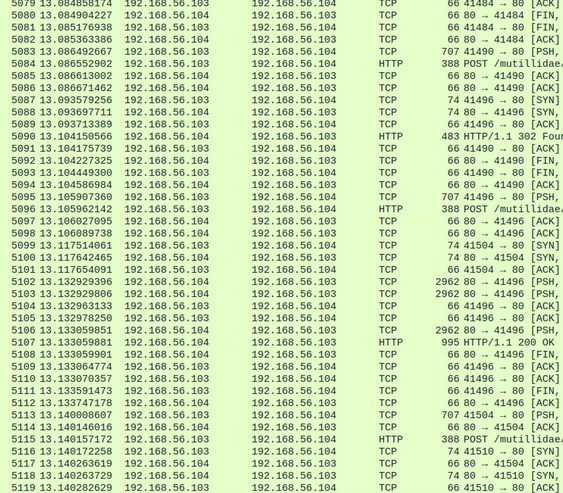 5079 13.084858174 192.168.56.103 192.168.56.104 TCP 66 41484 → 80 [ACK]
5080 13.084904227 192.168.56.104 192.168.56.103 TCP 66 80 → 41484 [FIN,
5081 13.085176938 192.168.56.103 192.168.56.104 TCP 66 41484 → 80 [FIN,
5082 13.085363386 192.168.56.104 192.168.56.103 TCP 66 80 → 41484 [ACK]
5083 13.086492667 192.168.56.103 192.168.56.104 TCP 707 41490 → 80 [PSH,
5084 13.086552902 192.168.56.103 192.168.56.104 HTTP 388 POST /mutillidae/
5085 13.086613002 192.168.56.104 192.168.56.103 TCP 66 80 → 41490 [ACK]
5086 13.086671462 192.168.56.104 192.168.56.103 TCP 66 80 → 41490 [ACK]
5087 13.093579256 192.168.56.103 192.168.56.104 TCP 74 41496 → 80 [SYN]
5088 13.093697711 192.168.56.104 192.168.56.103 TCP 74 80 → 41496 [SYN,
5089 13.093713389 192.168.56.103 192.168.56.104 TCP 66 41496 → 80 [ACK]
5090 13.104150566 192.168.56.104 192.168.56.103 HTTP 483 HTTP/1.1 302 Foun
5091 13.104175739 192.168.56.103 192.168.56.104 TCP 66 41490 → 80 [ACK]
5092 13.104227325 192.168.56.104 192.168.56.103 TCP 66 80 → 41490 [FIN,
5093 13.104449300 192.168.56.103 192.168.56.104 TCP 66 41490 → 80 [FIN,
5094 13.104586984 192.168.56.104 192.168.56.103 TCP 66 80 → 41490 [ACK]
5095 13.105907360 192.168.56.103 192.168.56.104 TCP 707 41496 → 80 [PSH,
5096 13.105962142 192.168.56.103 192.168.56.104 HTTP 388 POST /mutillidae/
5097 13.106027095 192.168.56.104 192.168.56.103 TCP 66 80 → 41496 [ACK]
5098 13.106089738 192.168.56.104 192.168.56.103 TCP 66 80 → 41496 [ACK]
5099 13.117514061 192.168.56.103 192.168.56.104 TCP 74 41504 → 80 [SYN]
5100 13.117642465 192.168.56.104 192.168.56.103 TCP 74 80 → 41504 [SYN,
5101 13.117654091 192.168.56.103 192.168.56.104 TCP 66 41504 → 80 [ACK]
5102 13.132929396 192.168.56.104 192.168.56.103 TCP 2962 80 → 41496 [PSH,
5103 13.132929806 192.168.56.104 192.168.56.103 TCP 2962 80 → 41496 [PSH,
5104 13.132963133 192.168.56.103 192.168.56.104 TCP 66 41496 → 80 [ACK]
5105 13.132978250 192.168.56.103 192.168.56.104 TCP 66 41496 → 80 [ACK]
5106 13.133059851 192.168.56.104 192.168.56.103 TCP 2962 80 → 41496 [PSH,
5107 13.133059881 192.168.56.104 192.168.56.103 HTTP 995 HTTP/1.1 200 OK
5108 13.133059901 192.168.56.104 192.168.56.103 TCP 66 80 → 41496 [FIN,
5109 13.133064774 192.168.56.103 192.168.56.104 TCP 66 41496 → 80 [ACK]
5110 13.133070357 192.168.56.103 192.168.56.104 TCP 66 41496 → 80 [ACK]
5111 13.133591473 192.168.56.103 192.168.56.104 TCP 66 41496 → 80 [FIN,
5112 13.133747178 192.168.56.104 192.168.56.103 TCP 66 80 → 41496 [ACK]
5113 13.140008607 192.168.56.103 192.168.56.104 TCP 707 41504 → 80 [PSH,
5114 13.140146016 192.168.56.104 192.168.56.103 TCP 66 80 → 41504 [ACK]
5115 13.140157172 192.168.56.103 192.168.56.104 HTTP 388 POST /mutillidae/
5116 13.140172258 192.168.56.103 192.168.56.104 TCP 74 41510 → 80 [SYN]
5117 13.140263619 192.168.56.104 192.168.56.103 TCP 66 80 → 41504 [ACK]
5118 13.140263729 192.168.56.104 192.168.56.103 TCP 74 80 → 41510 [SYN,
5119 13.140282629 192.168.56.103 192.168.56.104 TCP 66 41510 → 80 [ACK]